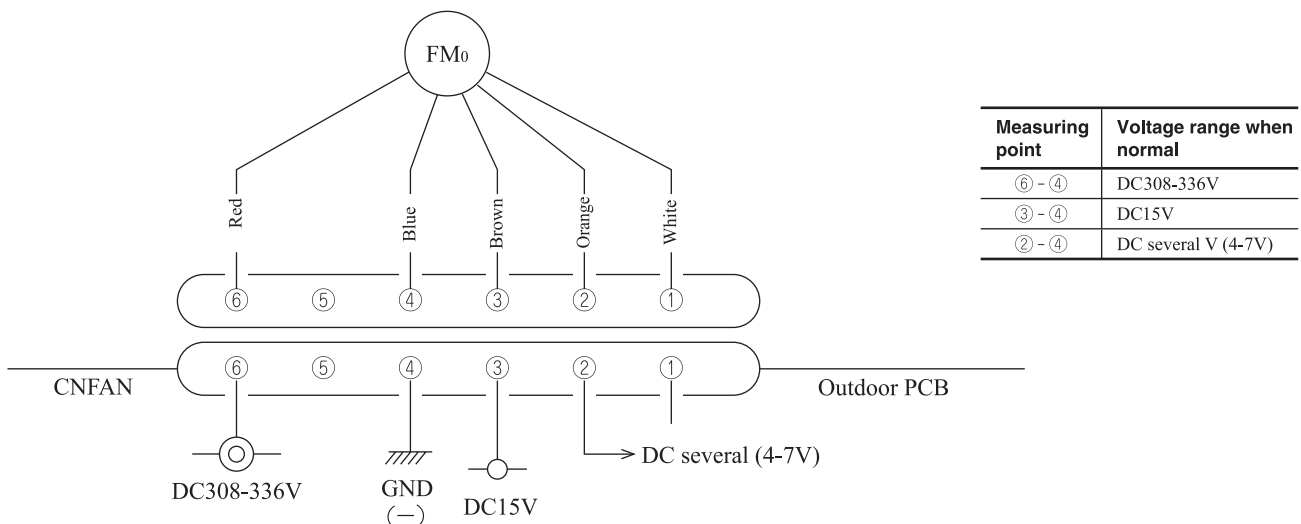 FM0
Red
Blue
Brown
Orange
White
⑥ ⑤ ④ ③ ② ①
⑥ ⑤ ④ ③ ② ①
CNFAN
Outdoor PCB
DC308-336V
GND
(−)
DC15V
DC several (4-7V)
Measuring point Voltage range when normal
⑥ - ④ DC308-336V
③ - ④ DC15V
② - ④ DC several V (4-7V)